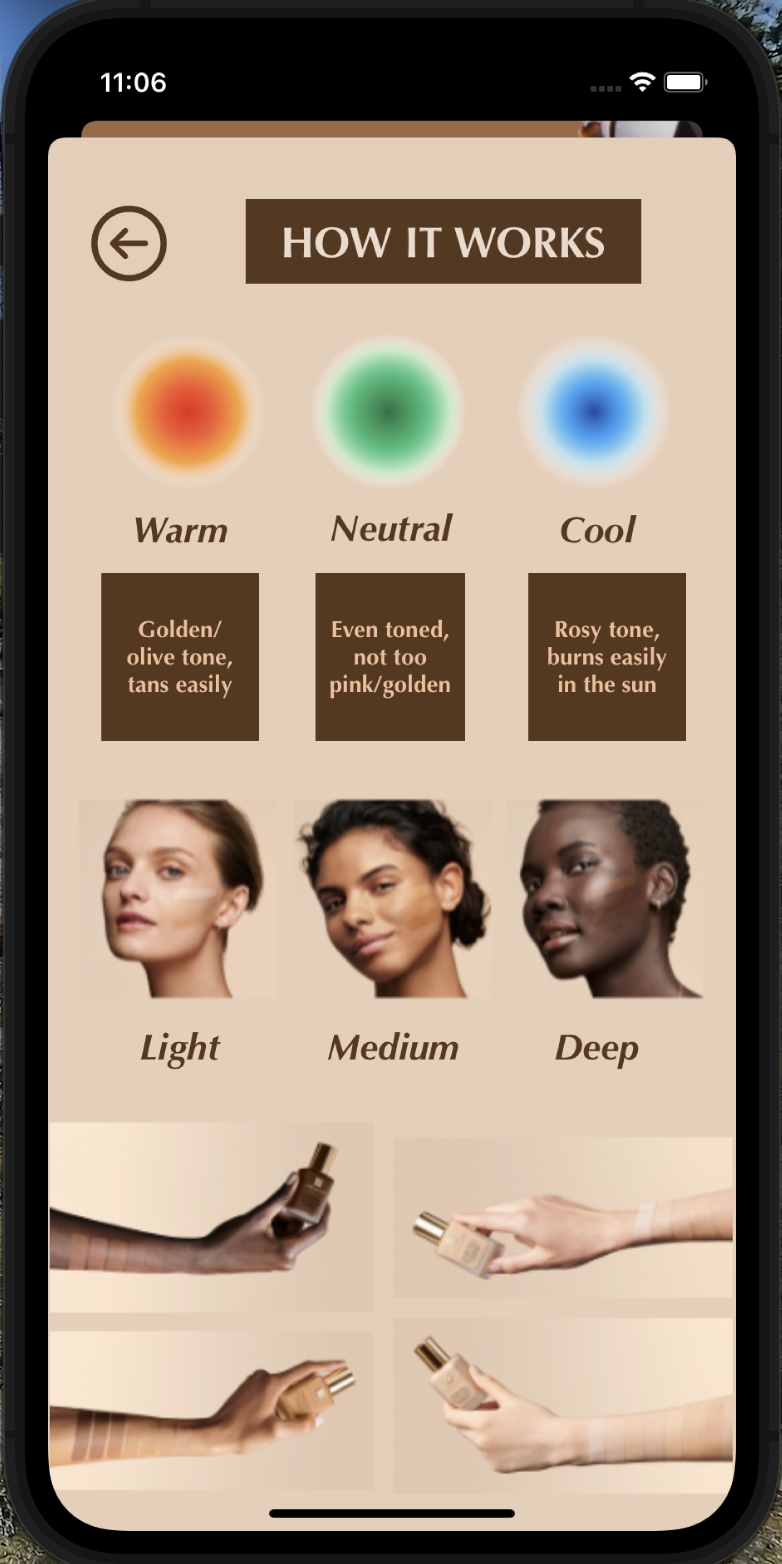 11:06
HOW IT WORKS
Warm
Neutral
Cool
Golden/
olive tone,
tans easily
Even toned,
not too
pink/golden
Rosy tone,
burns easily
in the sun
Light
Medium
Deep